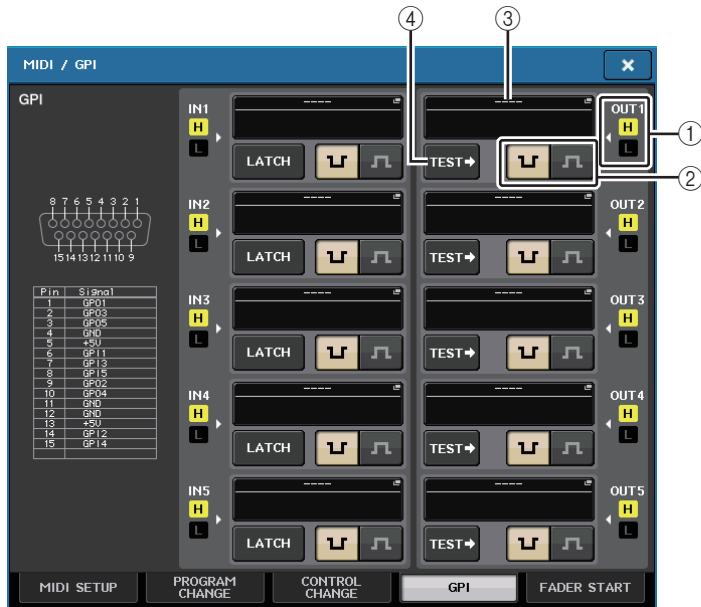 ④
③
MIDI / GPI
×
GPI
8 7 6 5 4 3 2 1
15 14 13 12 11 10 9
Pin Signal
1 GPO1
2 GPO3
3 GPO5
4 GND
5 +5V
6 GPI1
7 GPI3
8 GPI5
9 GPO2
10 GPO4
11 GND
12 GND
13 +5V
14 GPI2
15 GPI4
IN1
H
L
----
LATCH
----
TEST
OUT1
H
L
①
②
IN2
H
L
----
LATCH
----
TEST
OUT2
H
L
IN3
H
L
----
LATCH
----
TEST
OUT3
H
L
IN4
H
L
----
LATCH
----
TEST
OUT4
H
L
IN5
H
L
----
LATCH
----
TEST
OUT5
H
L
MIDI SETUP
PROGRAM
CHANGE
CONTROL
CHANGE
GPI
FADER START